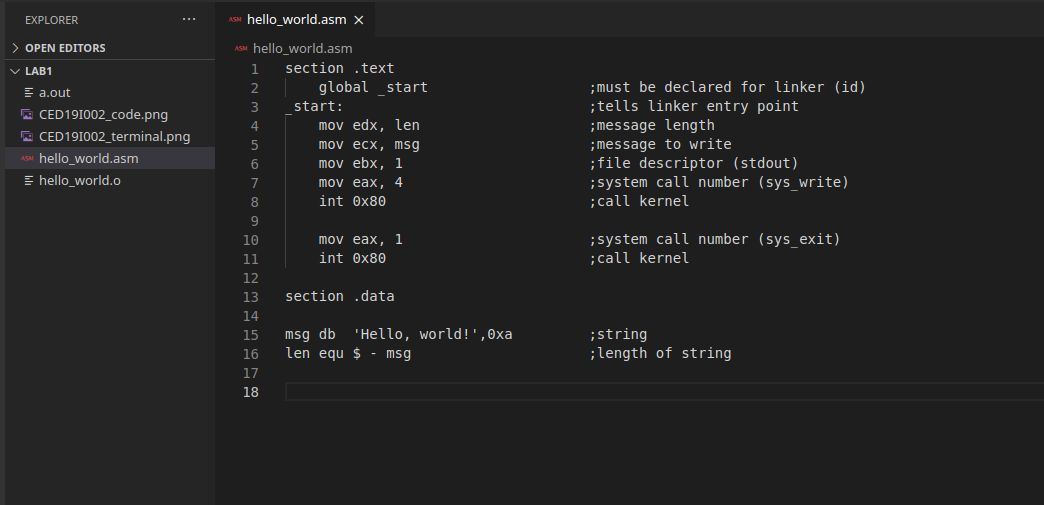 EXPLORER ...
OPEN EDITORS
LAB1
a.out
CED19I002_code.png
CED19I002_terminal.png
ASM hello_world.asm
hello_world.o
ASM hello_world.asm ×
ASM hello_world.asm
1 section .text
2     global _start                   ;must be declared for linker (id)
3 _start:                             ;tells linker entry point
4     mov edx, len                    ;message length
5     mov ecx, msg                    ;message to write
6     mov ebx, 1                      ;file descriptor (stdout)
7     mov eax, 4                      ;system call number (sys_write)
8     int 0x80                        ;call kernel
9
10     mov eax, 1                      ;system call number (sys_exit)
11     int 0x80                        ;call kernel
12
13 section .data
14
15 msg db  'Hello, world!',0xa         ;string
16 len equ $ - msg                     ;length of string
17
18